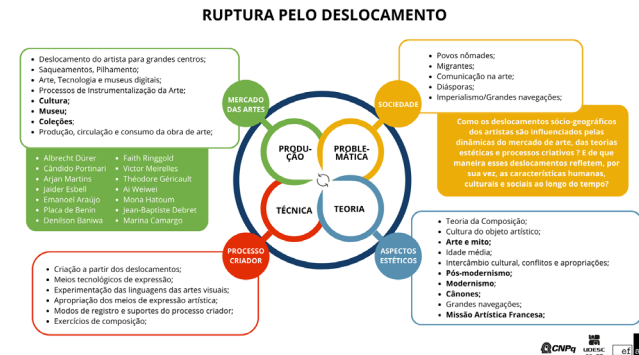 RUPTURA PELO DESLOCAMENTO
Deslocamento do artista para grandes centros;
Saqueamentos, Pilhamento;
Arte, Tecnologia e museus digitais;
Processos de Instrumentalização da Arte;
Cultura;
Museu;
Coleções;
Produção, circulação e consumo da obra de arte;
MERCADO
DAS ARTES
Albrecht Dürer
Cândido Portinari
Arjan Martins
Jaider Esbell
Emanoel Araújo
Placa de Benin
Denilson Baniwa
Faith Ringgold
Victor Meirelles
Théodore Géricault
Ai Weiwei
Mona Hatoum
Jean-Baptiste Debret
Marina Camargo
SOCIEDADE
Povos nômades;
Migrantes;
Comunicação na arte;
Diásporas;
Imperialismo/Grandes navegações;
Como os deslocamentos sócio-geográficos
dos artistas são influenciados pelas
dinâmicas do mercado de arte, das teorias
estéticas e processos criativos ? E de que
maneira esses deslocamentos refletem, por
sua vez, as características humanas,
culturais e sociais ao longo do tempo?
PRODU-
ÇÃO
PROBLE-
MÁTICA
TÉCNICA
TEORIA
PROCESSO
CRIADOR
Criação a partir dos deslocamentos;
Meios tecnológicos de expressão;
Experimentação das linguagens das artes visuais;
Apropriação dos meios de expressão artística;
Modos de registro e suportes do processo criador;
Exercícios de composição;
ASPECTOS
ESTÉTICOS
Teoria da Composição;
Cultura do objeto artístico;
Arte e mito;
Idade média;
Intercâmbio cultural, conflitos e apropriações;
Pós-modernismo;
Modernismo;
Cânones;
Grandes navegações;
Missão Artística Francesa;
CNPq
UDESC